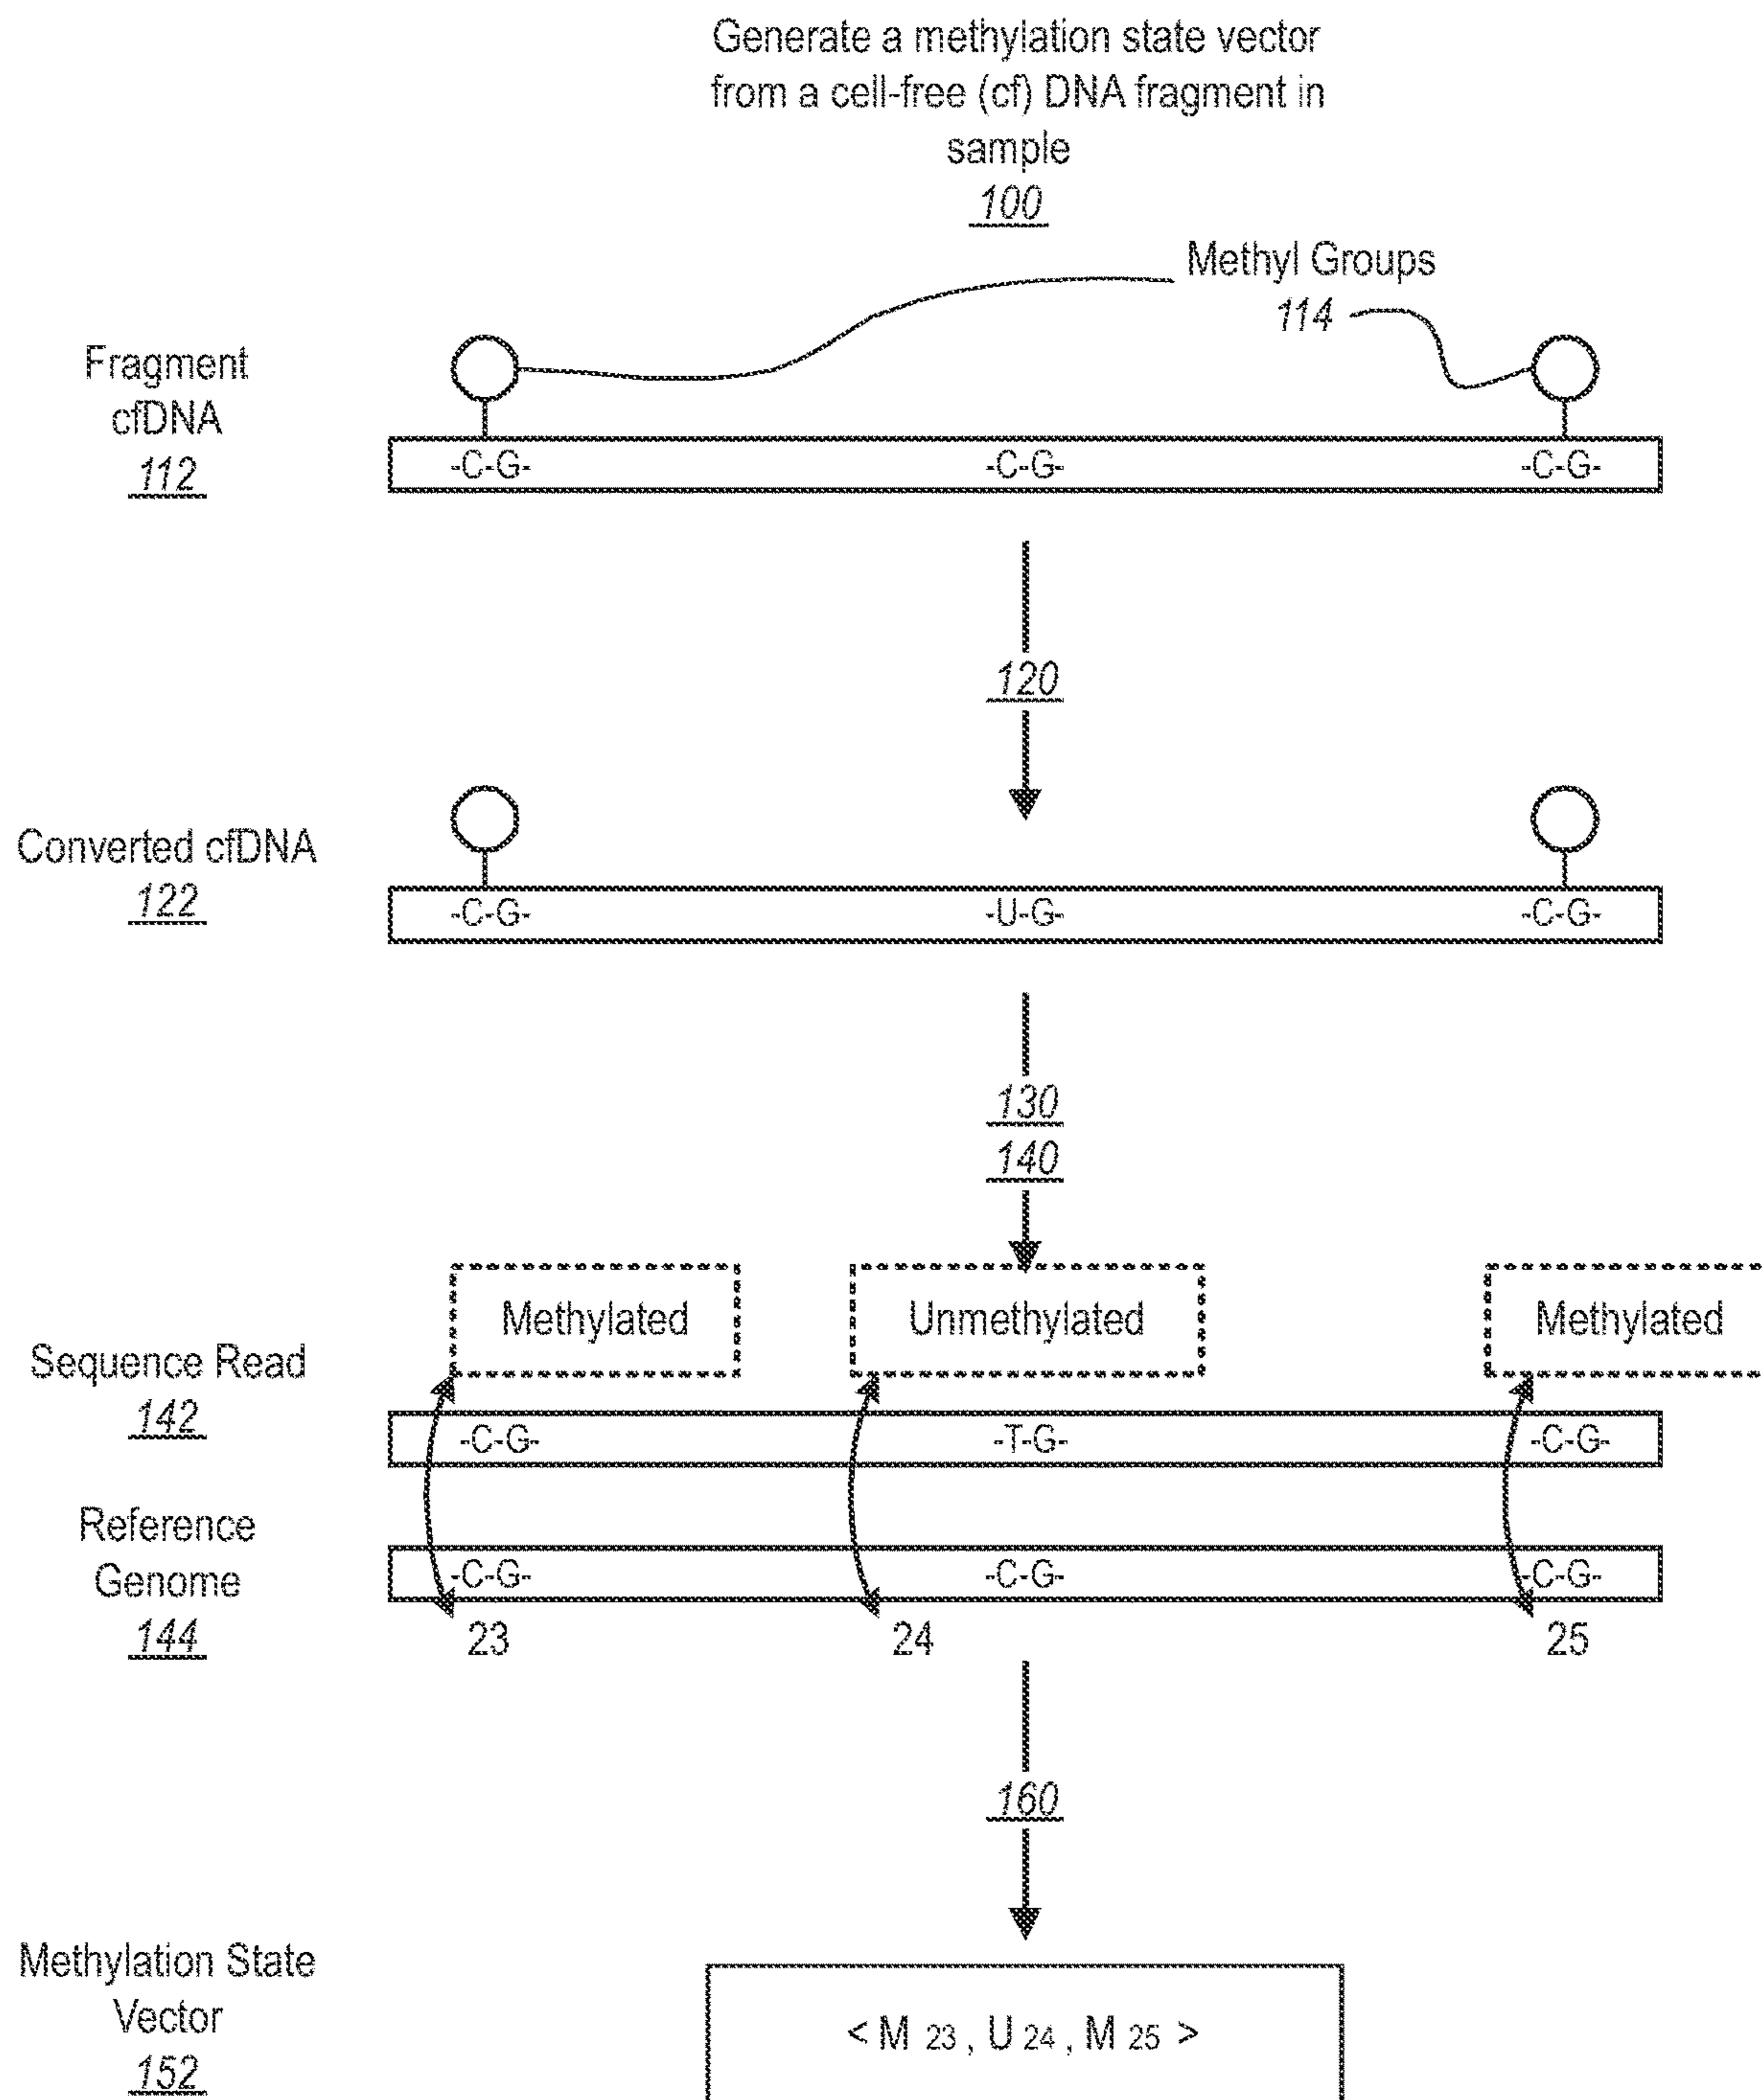 Generate a methylation state vector
from a cell-free (cf) DNA fragment in
sample
100
Methyl Groups
114
Fragment
cfDNA
112
-C-G- -C-G- -C-G-
120
Converted cfDNA
122
-C-G- -U-G- -C-G-
130
140
Methylated Unmethylated Methylated
Sequence Read
142
-C-G- -T-G- -C-G-
Reference
Genome
144
-C-G- -C-G- -C-G-
23 24 25
160
Methylation State
Vector
152
< M 23 , U 24 , M 25 >